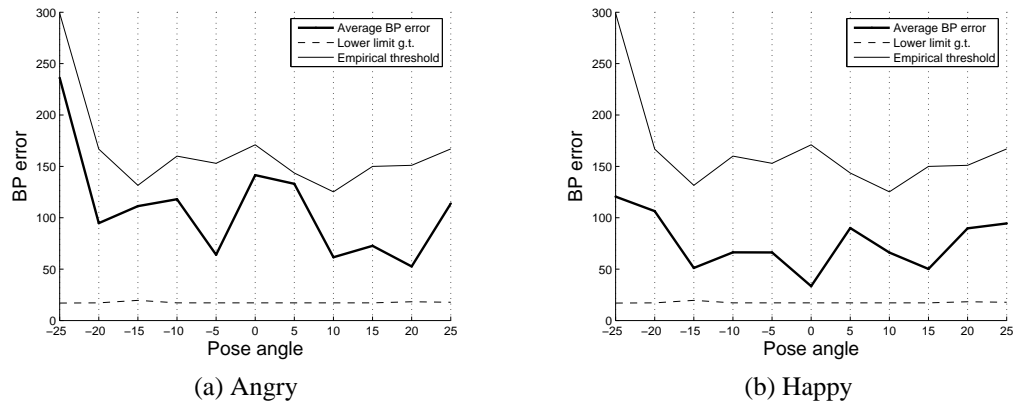 300
250
200
150
100
50
0
BP error
−25 −20 −15 −10 −5 0 5 10 15 20 25
Pose angle
Average BP error
Lower limit g.t.
Empirical threshold
(a) Angry
300
250
200
150
100
50
0
BP error
−25 −20 −15 −10 −5 0 5 10 15 20 25
Pose angle
Average BP error
Lower limit g.t.
Empirical threshold
(b) Happy